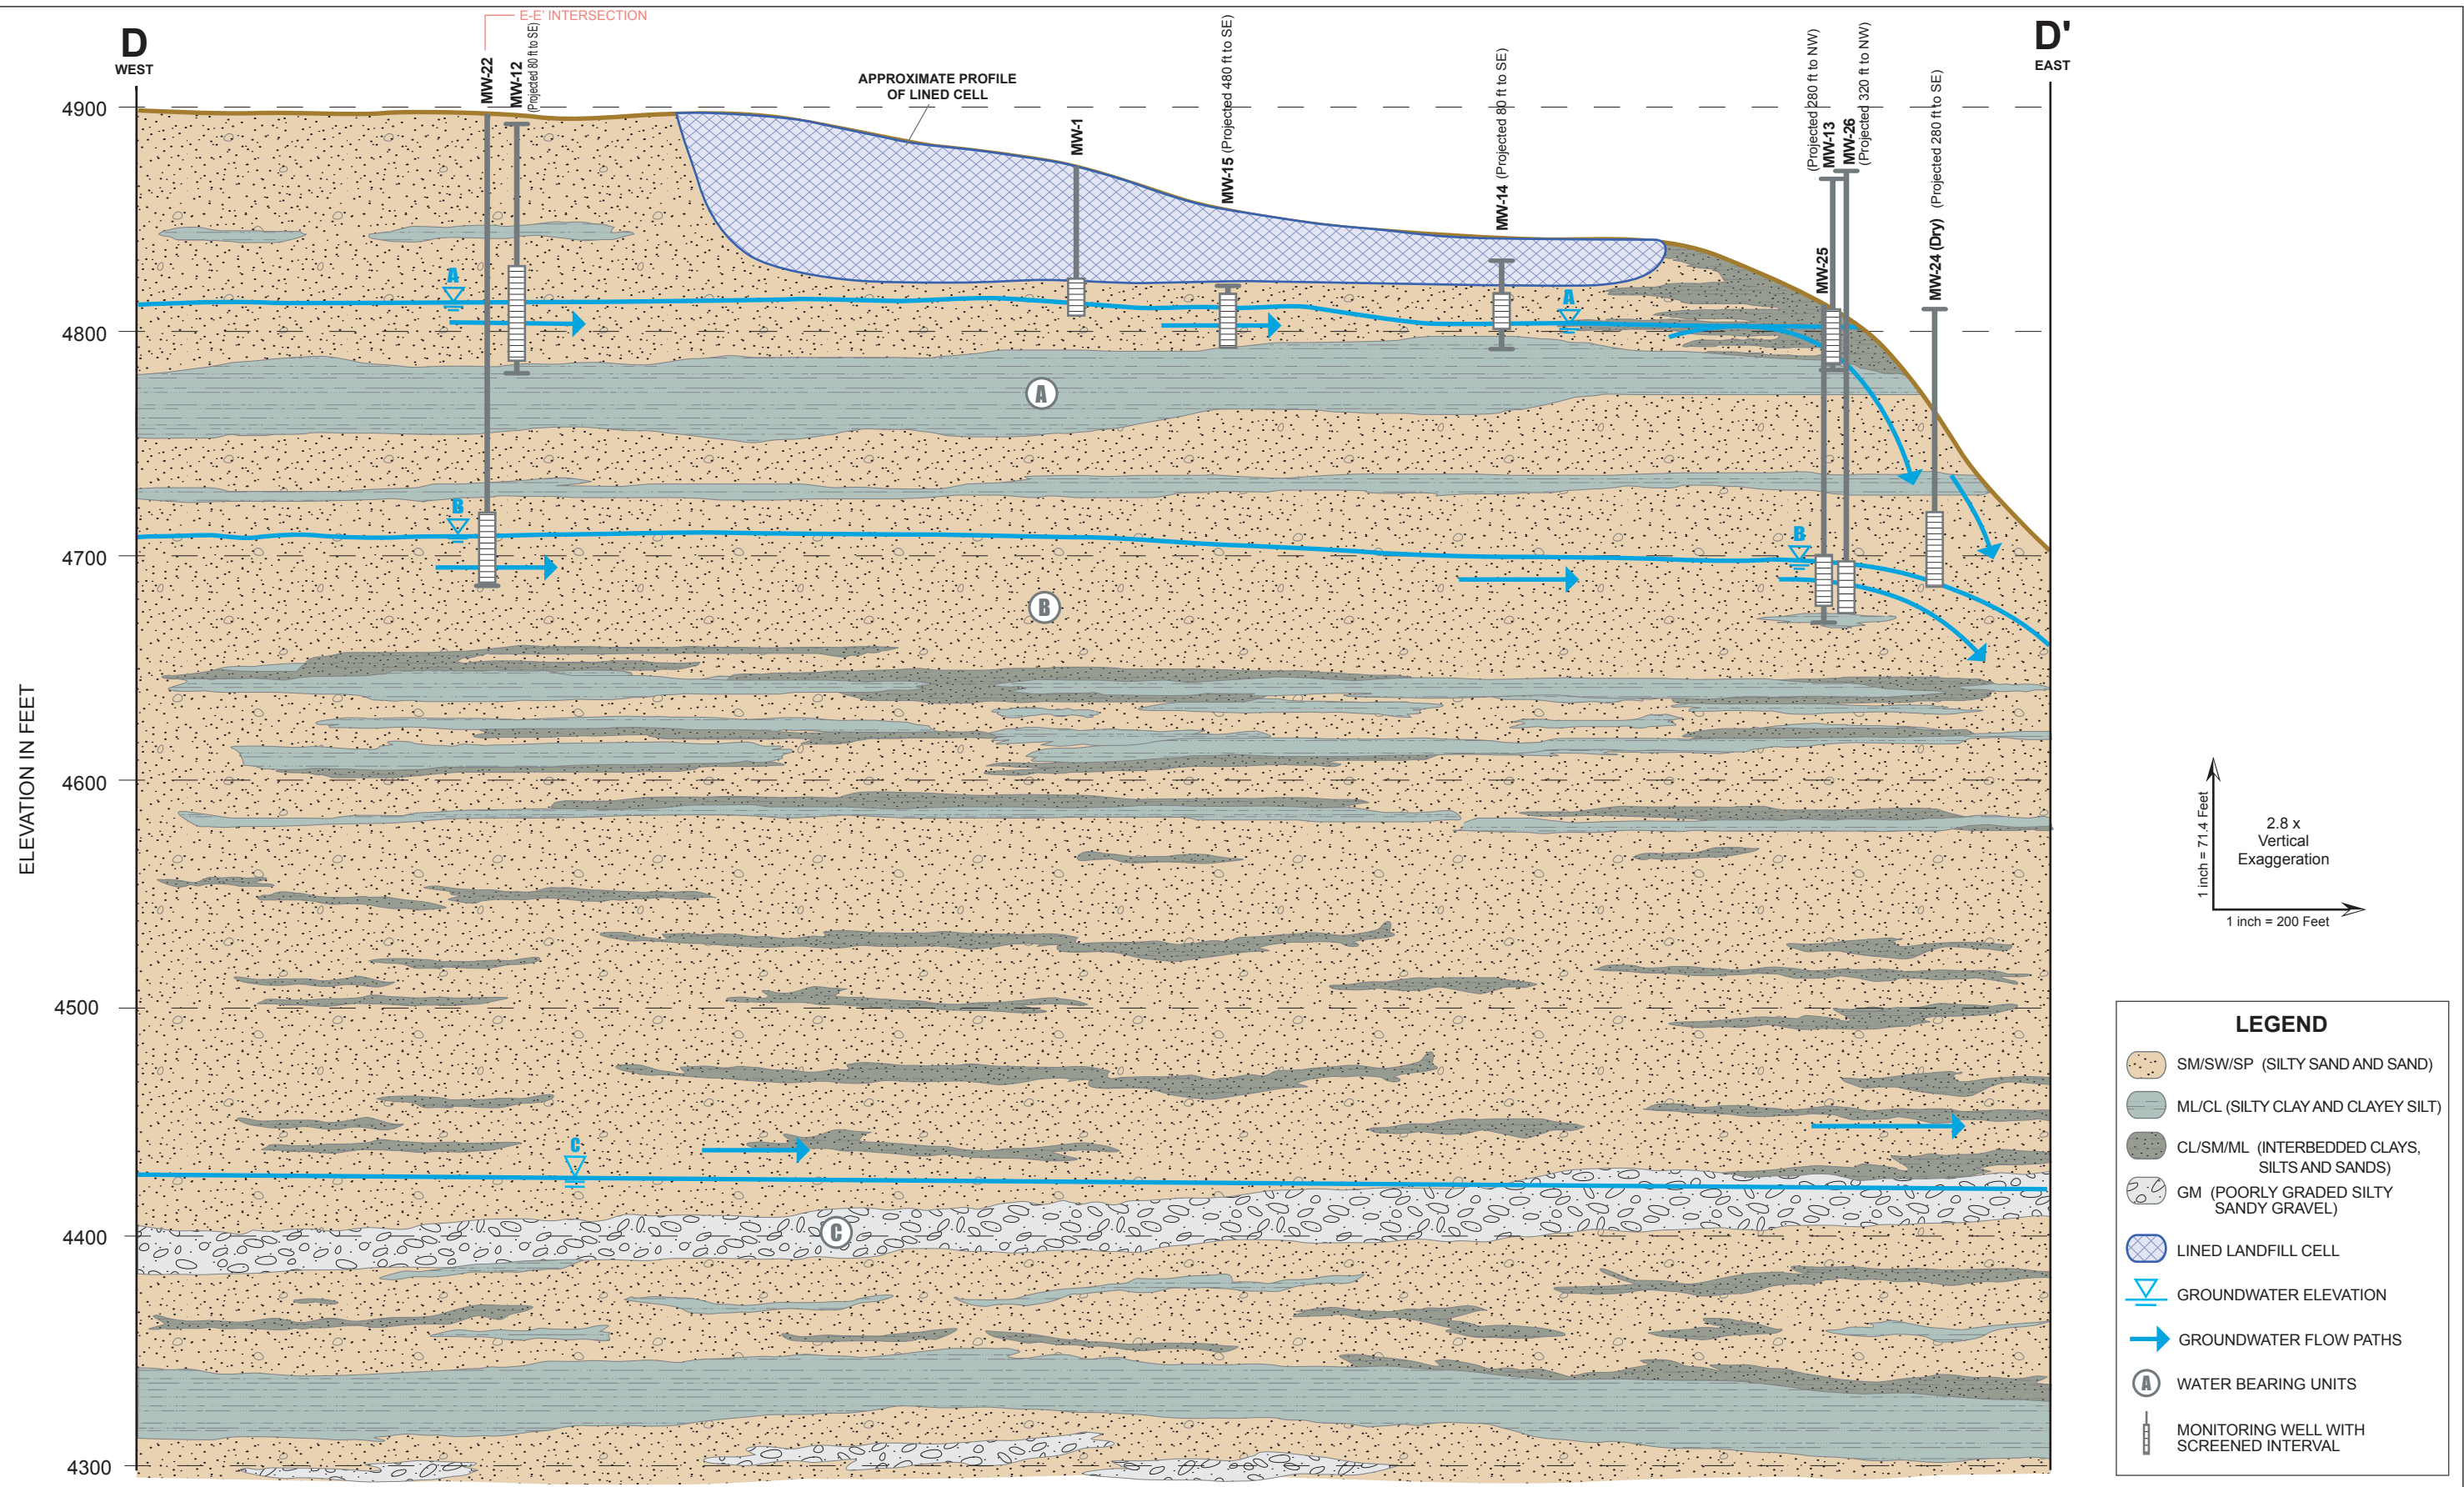 E-E' INTERSECTION
D
WEST
D'
EAST
MW-22
MW-12
(Projected 80 ft to SE)
APPROXIMATE PROFILE
OF LINED CELL
MW-1
MW-15 (Projected 480 ft to SE)
MW-14 (Projected 80 ft to SE)
(Projected 280 ft to NW)
MW-13
MW-26
(Projected 320 ft to NW)
MW-25
MW-24 (Dry) (Projected 280 ft to SE)
ELEVATION IN FEET
4900
4800
4700
4600
4500
4400
4300
A
A
A
B
B
B
C
C
1 inch = 71.4 Feet
2.8 x
Vertical
Exaggeration
1 inch = 200 Feet
LEGEND
SM/SW/SP (SILTY SAND AND SAND)
ML/CL (SILTY CLAY AND CLAYEY SILT)
CL/SM/ML (INTERBEDDED CLAYS,
SILTS AND SANDS)
GM (POORLY GRADED SILTY
SANDY GRAVEL)
LINED LANDFILL CELL
GROUNDWATER ELEVATION
GROUNDWATER FLOW PATHS
A WATER BEARING UNITS
MONITORING WELL WITH
SCREENED INTERVAL